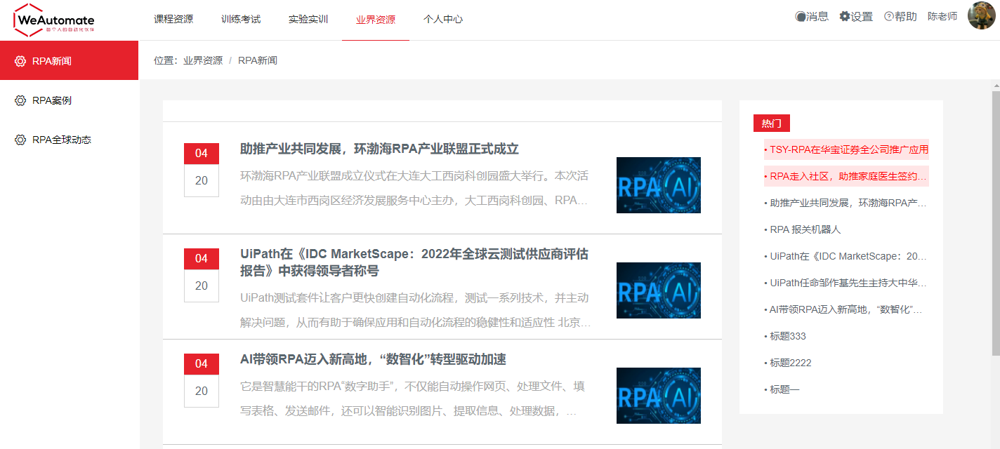 WeAutomate
首个人的自动化伙伴
课程资源 训练考试 实验实训 业界资源 个人中心
消息 设置 帮助 陈老师
RPA新闻
RPA案例
RPA全球动态
位置：业界资源 / RPA新闻
04
20
助推产业共同发展，环渤海RPA产业联盟正式成立
环渤海RPA产业联盟成立仪式在大连大工西岗科创园盛大举行。本次活
动由由大连市西岗区经济发展服务中心主办，大工西岗科创园、RPA...
RPA AI
04
20
UiPath在《IDC MarketScape：2022年全球云测试供应商评估
报告》中获得领导者称号
UiPath测试套件让客户更快创建自动化流程，测试一系列技术，并主动
解决问题，从而有助于确保应用和自动化流程的稳健性和适应性 北京...
RPA AI
04
20
AI带领RPA迈入新高地，“数智化”转型驱动加速
它是智慧能干的RPA“数字助手”，不仅能自动操作网页、处理文件、填
写表格、发送邮件，还可以智能识别图片、提取信息、处理数据，...
RPA AI
热门
• TSY-RPA在华宝证券全公司推广应用
• RPA走入社区，助推家庭医生签约...
• 助推产业共同发展，环渤海RPA产...
• RPA 报关机器人
• UiPath在《IDC MarketScape：20...
• UiPath任命邹作基先生主持大中华...
• AI带领RPA迈入新高地，“数智化”...
• 标题333
• 标题2222
• 标题一